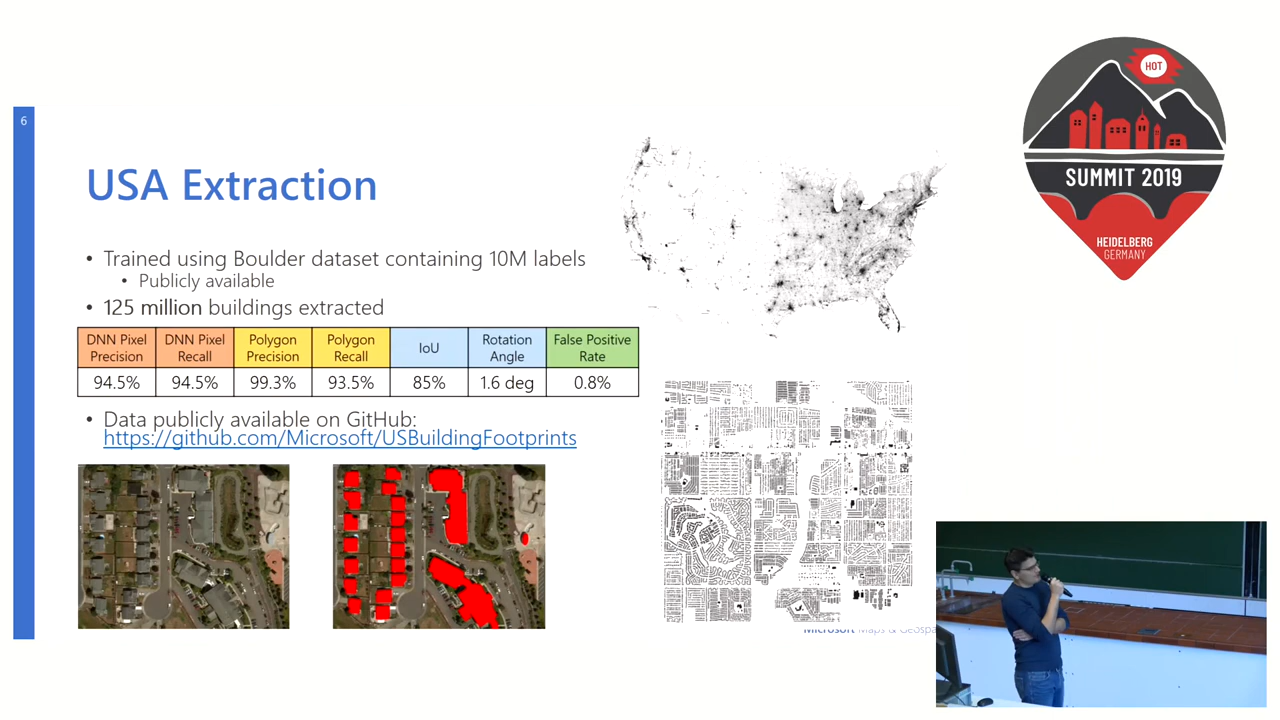 6
USA Extraction
• Trained using Boulder dataset containing 10M labels
• Publicly available
• 125 million buildings extracted
DNN Pixel Precision DNN Pixel Recall Polygon Precision Polygon Recall IoU Rotation Angle False Positive Rate
94.5% 94.5% 99.3% 93.5% 85% 1.6 deg 0.8%
• Data publicly available on GitHub:
https://github.com/Microsoft/USBuildingFootprints
Microsoft Maps & Geospa
HOT
SUMMIT 2019
HEIDELBERG
GERMANY